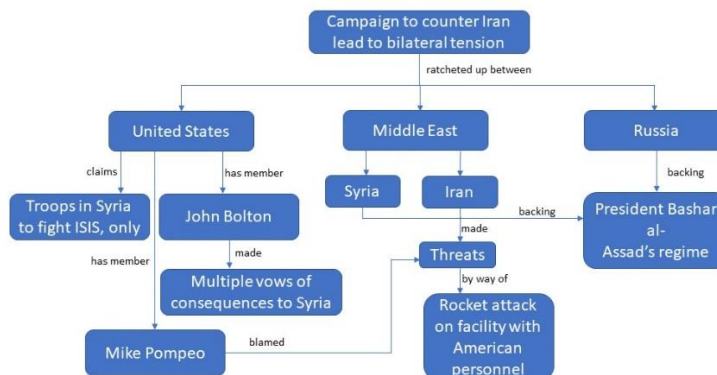 Campaign to counter Iran
lead to bilateral tension
ratcheted up between
United States
Middle East
Russia
claims
has member
backing
Troops in Syria
to fight ISIS, only
John Bolton
Syria
Iran
backing
President Bashar
al-
Assad's regime
has member
made
made
Threats
Multiple vows of
consequences to Syria
by way of
Rocket attack
on facility with
American
personnel
Mike Pompeo
blamed